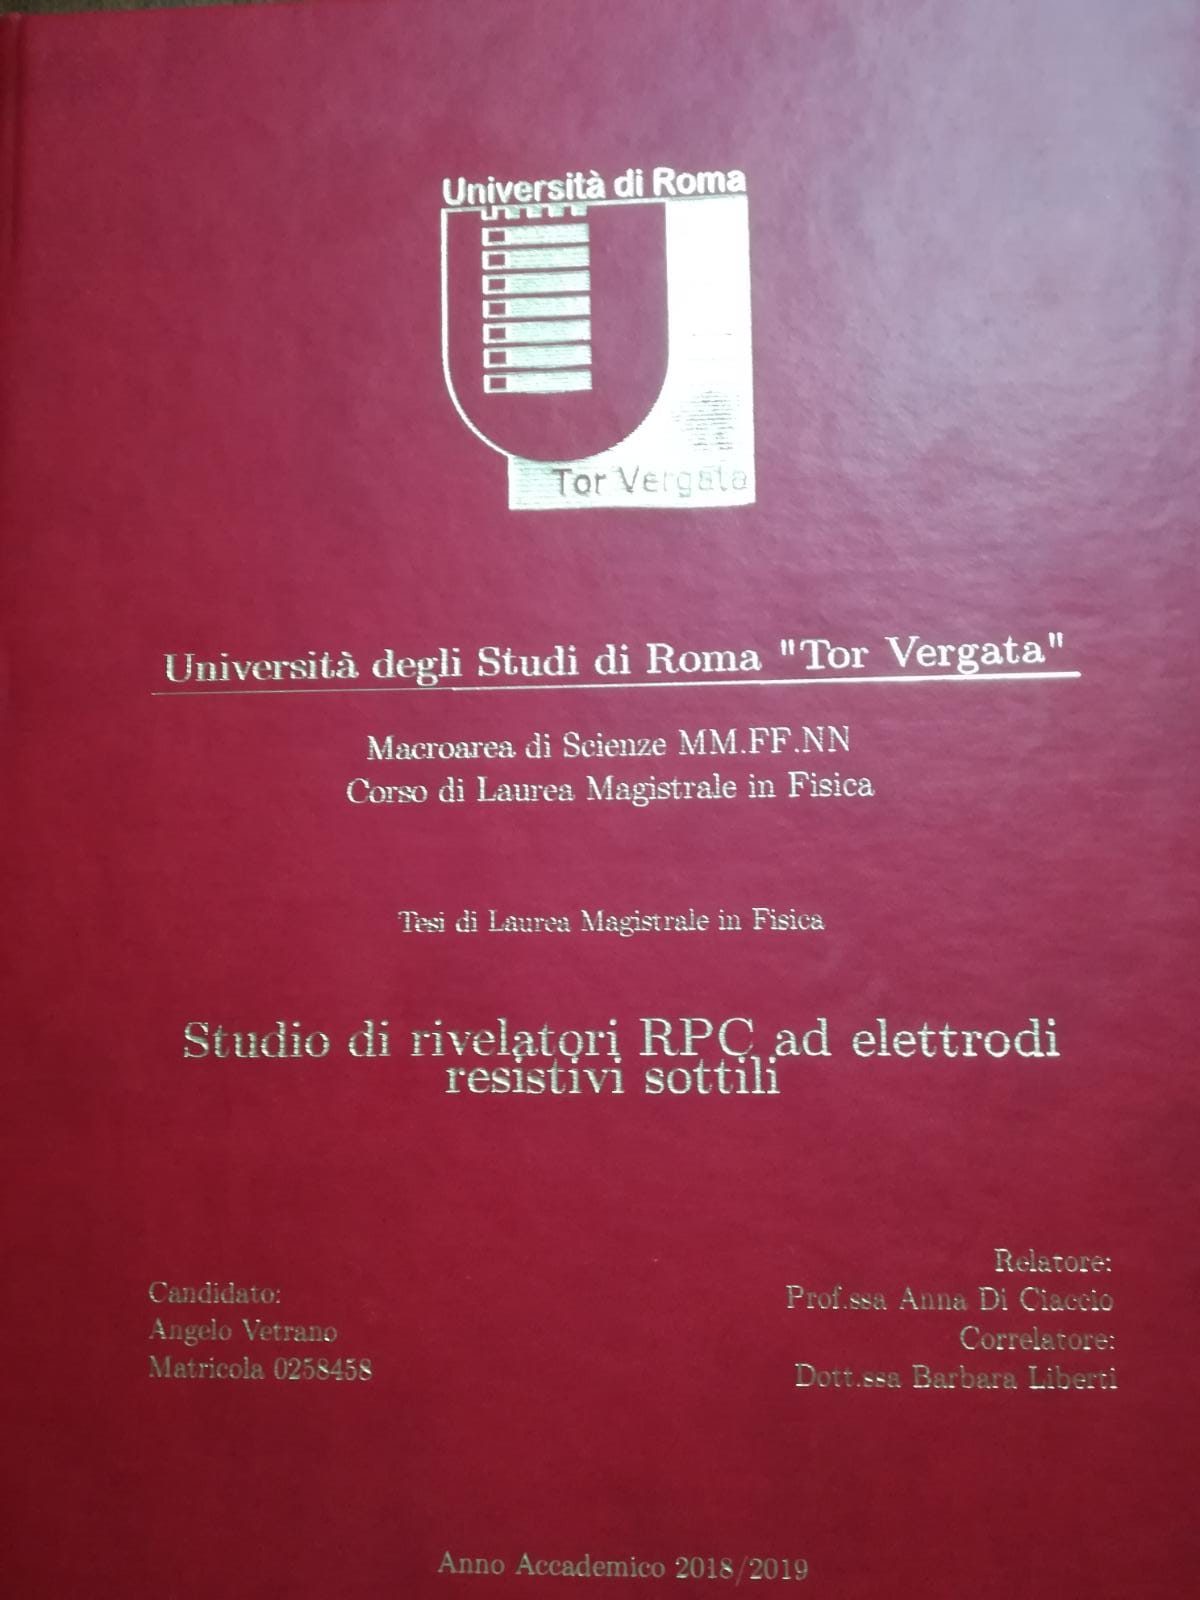 Università di Roma
Tor Vergata
Università degli Studi di Roma "Tor Vergata"
Macroarea di Scienze MM.FF.NN
Corso di Laurea Magistrale in Fisica
Tesi di Laurea Magistrale in Fisica
Studio di rivelatori RPC ad elettrodi
resistivi sottili
Candidato:
Angelo Vetrano
Matricola 0258458
Relatore:
Prof.ssa Anna Di Ciaccio
Correlatore:
Dott.ssa Barbara Liberti
Anno Accademico 2018/2019